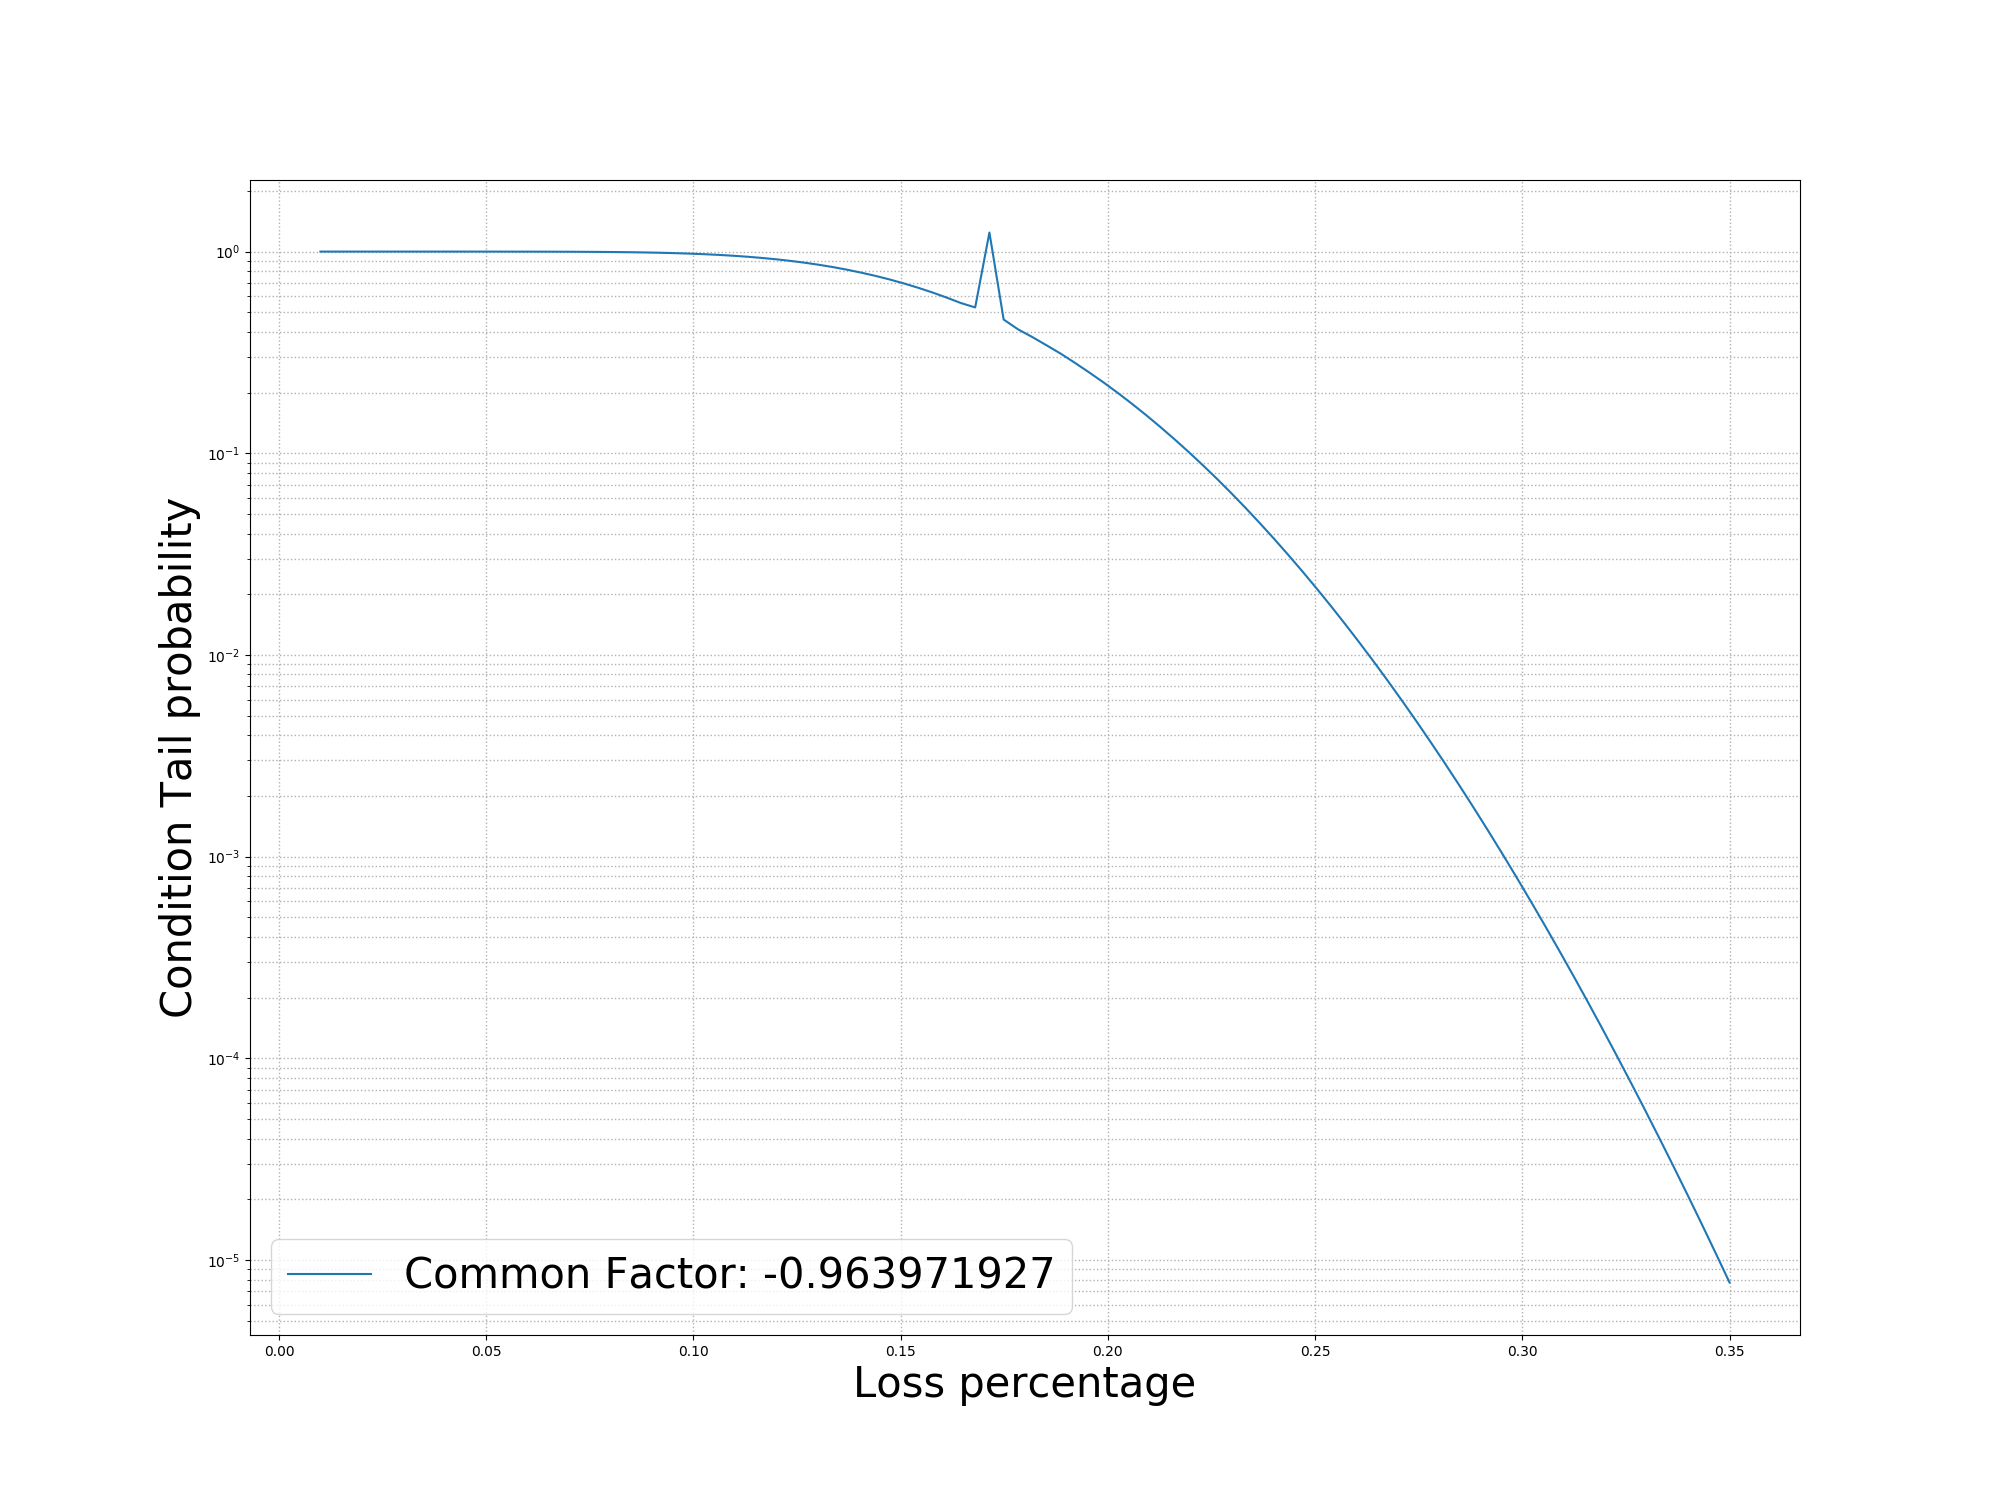 Condition Tail probability
10⁰
10⁻¹
10⁻²
10⁻³
10⁻⁴
10⁻⁵
Common Factor: -0.963971927
0.00 0.05 0.10 0.15 0.20 0.25 0.30 0.35
Loss percentage